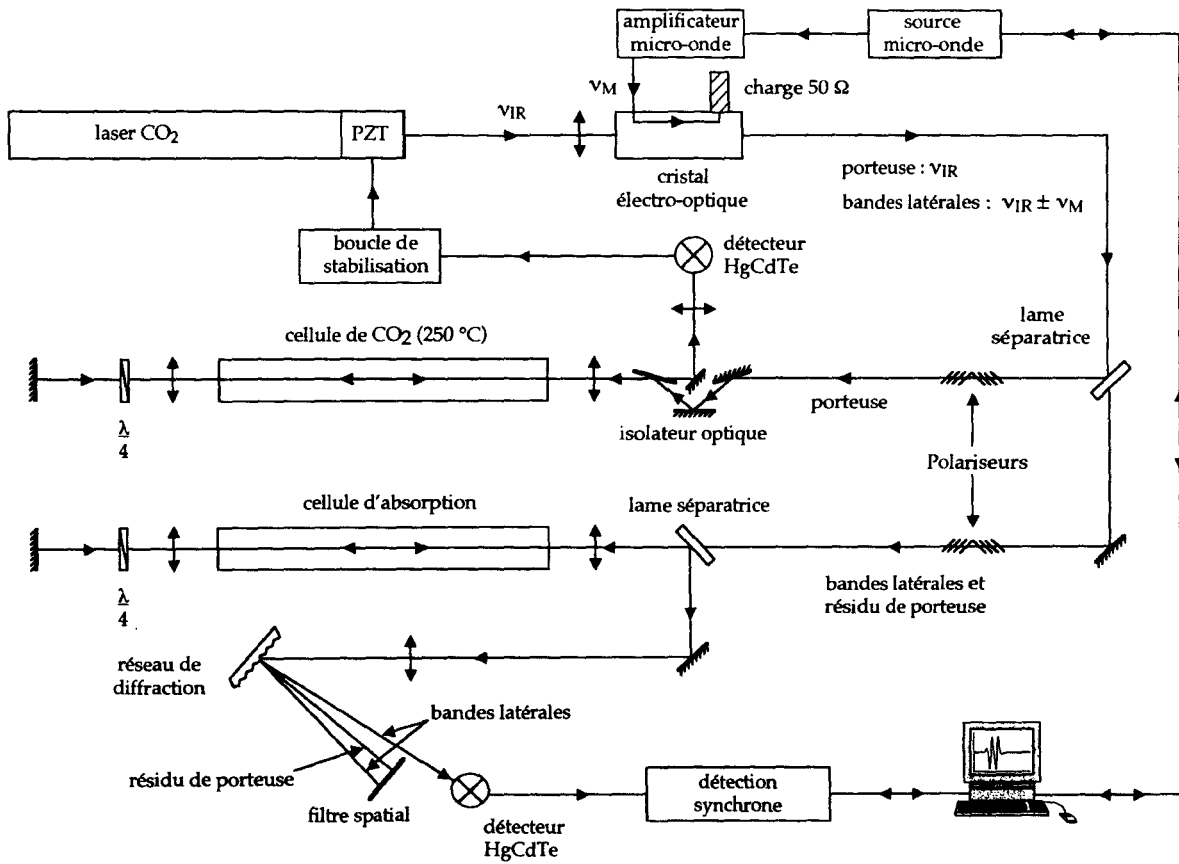 amplificateur
micro-onde
source
micro-onde
νM
charge 50 Ω
laser CO2
PZT
νIR
cristal
électro-optique
porteuse : νIR
bandes latérales : νIR ± νM
boucle de
stabilisation
détecteur
HgCdTe
lame
séparatrice
cellule de CO2 (250 °C)
λ
4
isolateur optique
porteuse
Polariseurs
cellule d'absorption
lame séparatrice
λ
4
bandes latérales et
résidu de porteuse
réseau de
diffraction
bandes latérales
résidu de porteuse
filtre spatial
détecteur
HgCdTe
détection
synchrone